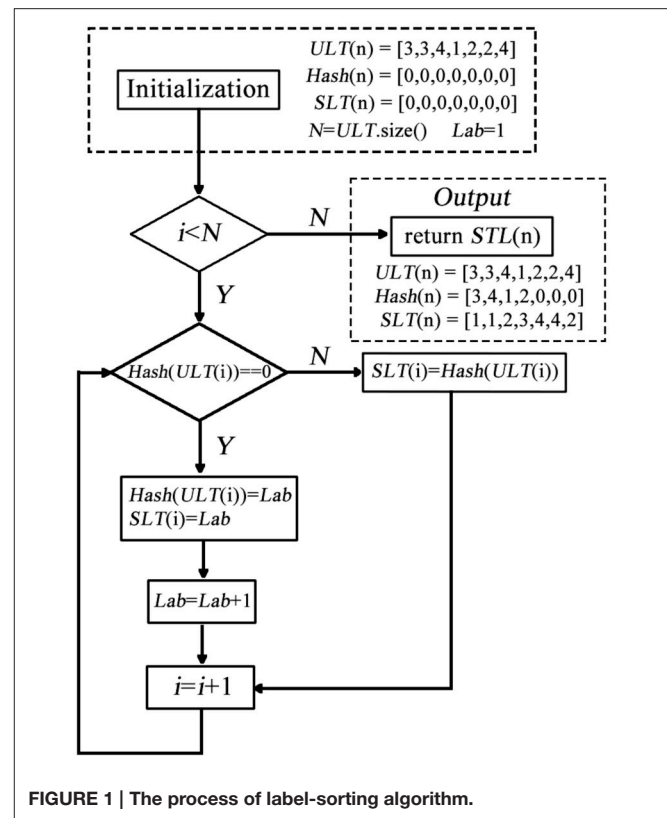 ULT(n) = [3,3,4,1,2,2,4]
Hash(n) = [0,0,0,0,0,0,0]
SLT(n) = [0,0,0,0,0,0,0]
N=ULT.size() Lab=1
Initialization
i<N
N
Y
Output
return STL(n)
ULT(n) = [3,3,4,1,2,2,4]
Hash(n) = [3,4,1,2,0,0,0]
SLT(n) = [1,1,2,3,4,4,2]
Hash(ULT(i))==0
N
SLT(i)=Hash(ULT(i))
Y
Hash(ULT(i))=Lab
SLT(i)=Lab
Lab=Lab+1
i=i+1
FIGURE 1 | The process of label-sorting algorithm.